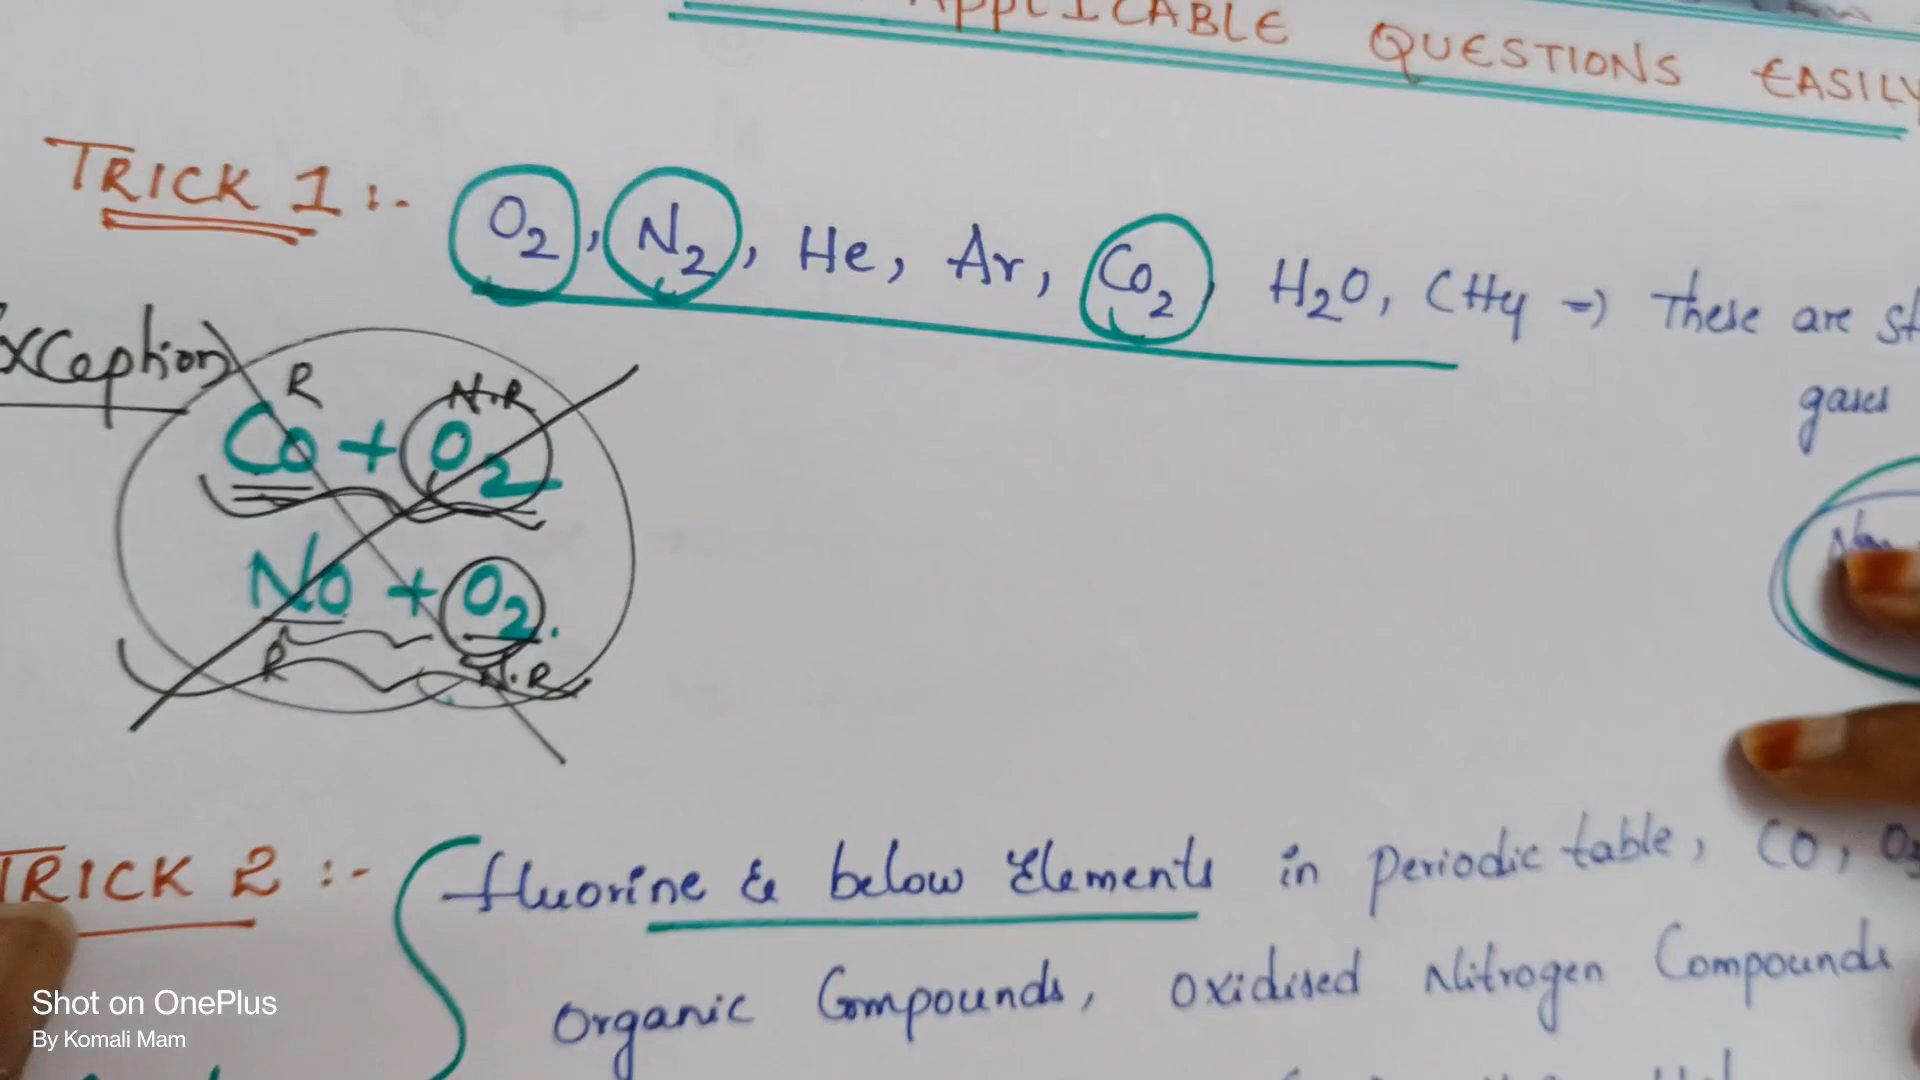 APPLICABLE QUESTIONS EASILY
TRICK 1 :- O2, N2, He, Ar, Co2, H2O, CH4 => These are
gases
Exception
R N.R
Co + O2
No + O2.
R N.R
TRICK 2 :- fluorine & below Elements in Periodic table, CO, O3
Organic Compounds, Oxidised Nitrogen Compounds
Shot on OnePlus
By Komali Mam